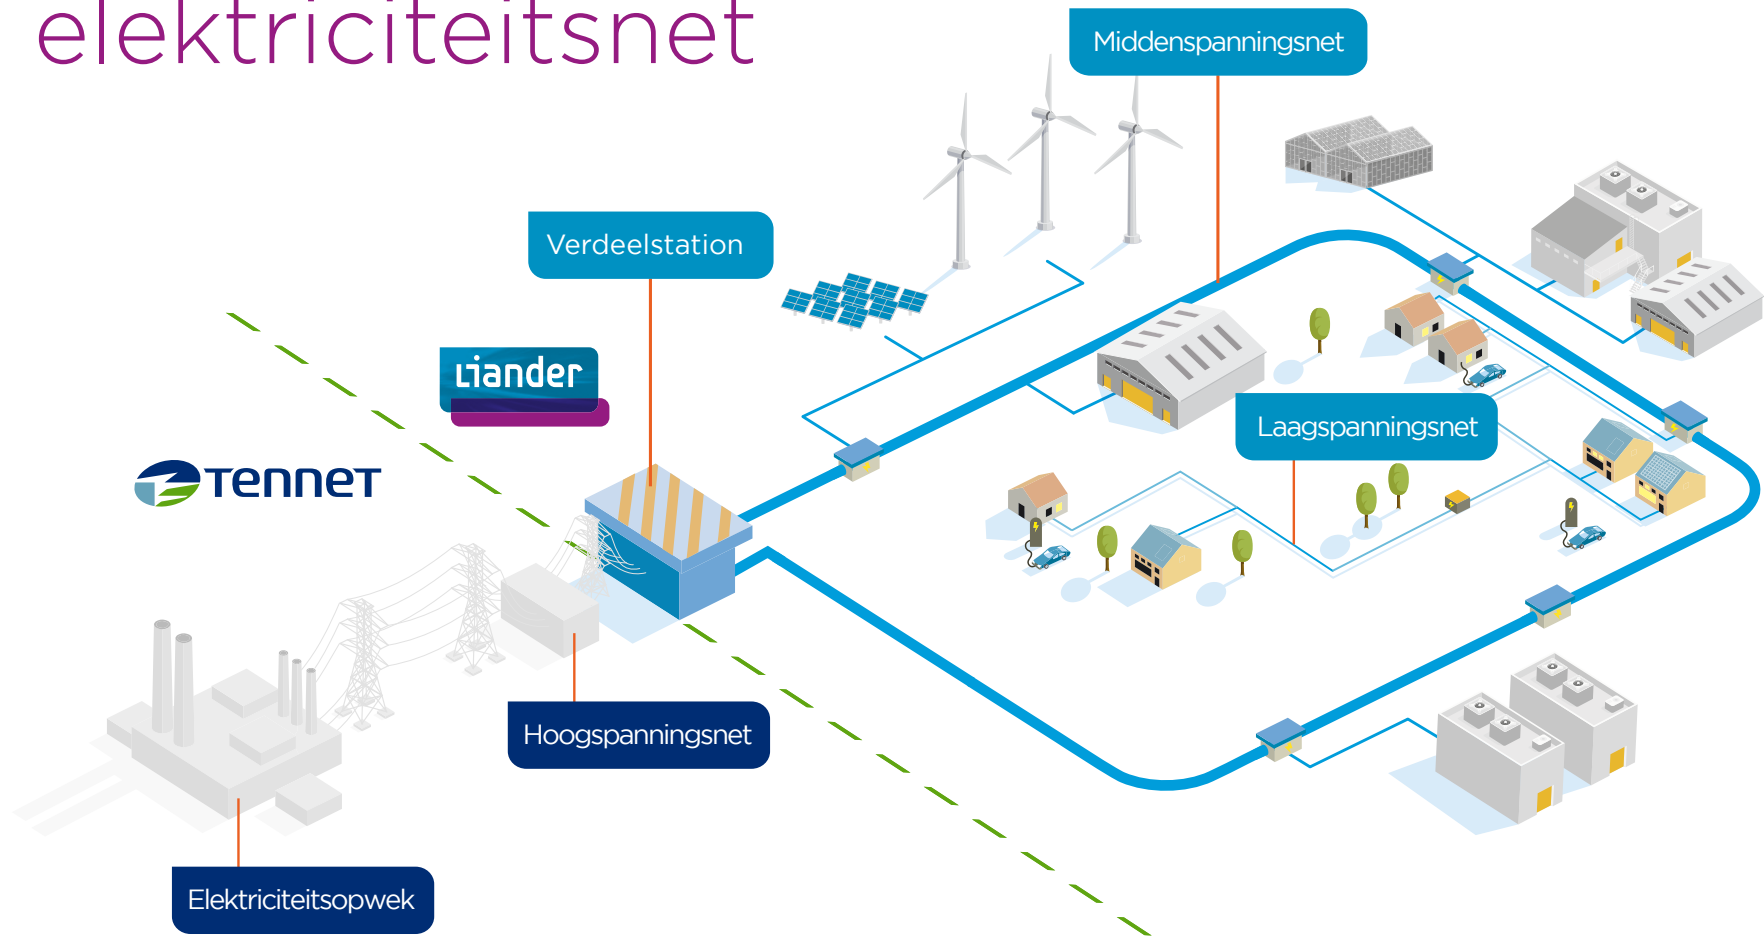 elektriciteitsnet
Middenspanningsnet
Verdeelstation
Liander
Laagspanningsnet
TenneT
Hoogspanningsnet
Elektriciteitsopwek